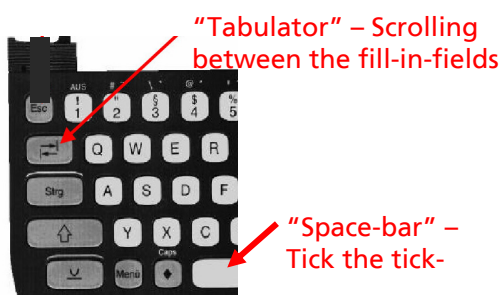 "Tabulator" – Scrolling
between the fill-in-fields
AUS
Esc ! 1 " 2 § 3 $ 4 % 5
Q W E R
Strg A S D F
Y X C
Caps
Menü
"Space-bar" –
Tick the tick-